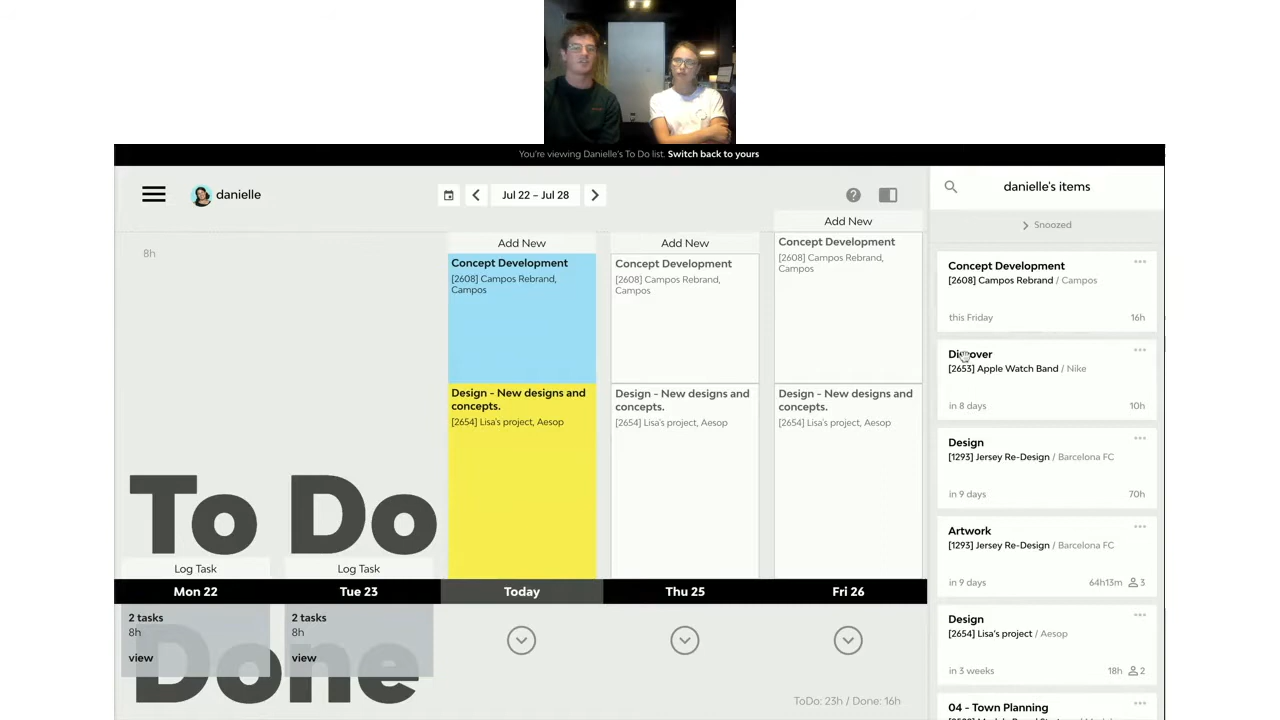 You're viewing Danielle's To Do list. Switch back to yours
danielle
Jul 22 – Jul 28
danielle's items
Snoozed
8h
Add New
Concept Development
[2608] Campos Rebrand,
Campos
Design - New designs and
concepts.
[2654] Lisa's project, Aesop
Add New
Concept Development
[2608] Campos Rebrand,
Campos
Design - New designs and
concepts.
[2654] Lisa's project, Aesop
Add New
Concept Development
[2608] Campos Rebrand,
Campos
Design - New designs and
concepts.
[2654] Lisa's project, Aesop
To Do
Log Task
Log Task
Mon 22
Tue 23
Today
Thu 25
Fri 26
2 tasks
8h
view
2 tasks
8h
view
Done
ToDo: 23h / Done: 16h
Concept Development
[2608] Campos Rebrand / Campos
this Friday
16h
Discover
[2653] Apple Watch Band / Nike
in 8 days
10h
Design
[1293] Jersey Re-Design / Barcelona FC
in 9 days
70h
Artwork
[1293] Jersey Re-Design / Barcelona FC
in 9 days
64h13m
3
Design
[2654] Lisa's project / Aesop
in 3 weeks
18h
2
04 - Town Planning